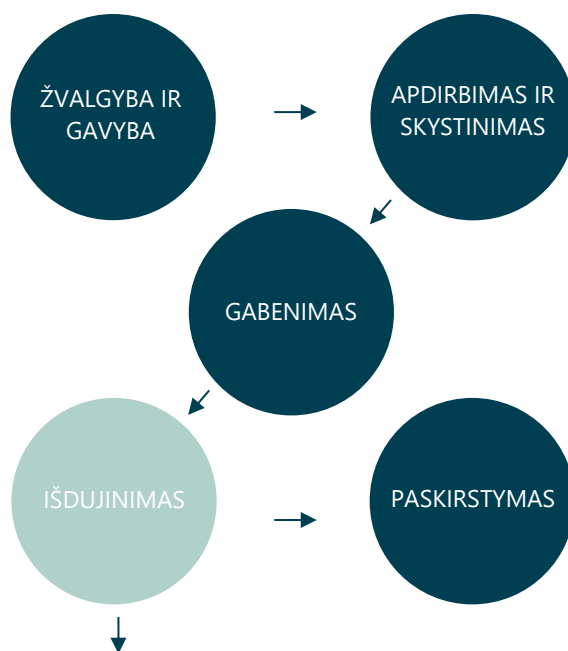 ŽVALGYBA IR
GAVYBA
APDIRBIMAS IR
SKYSTINIMAS
GABENIMAS
IŠDUJINIMAS
PASKIRSTYMAS